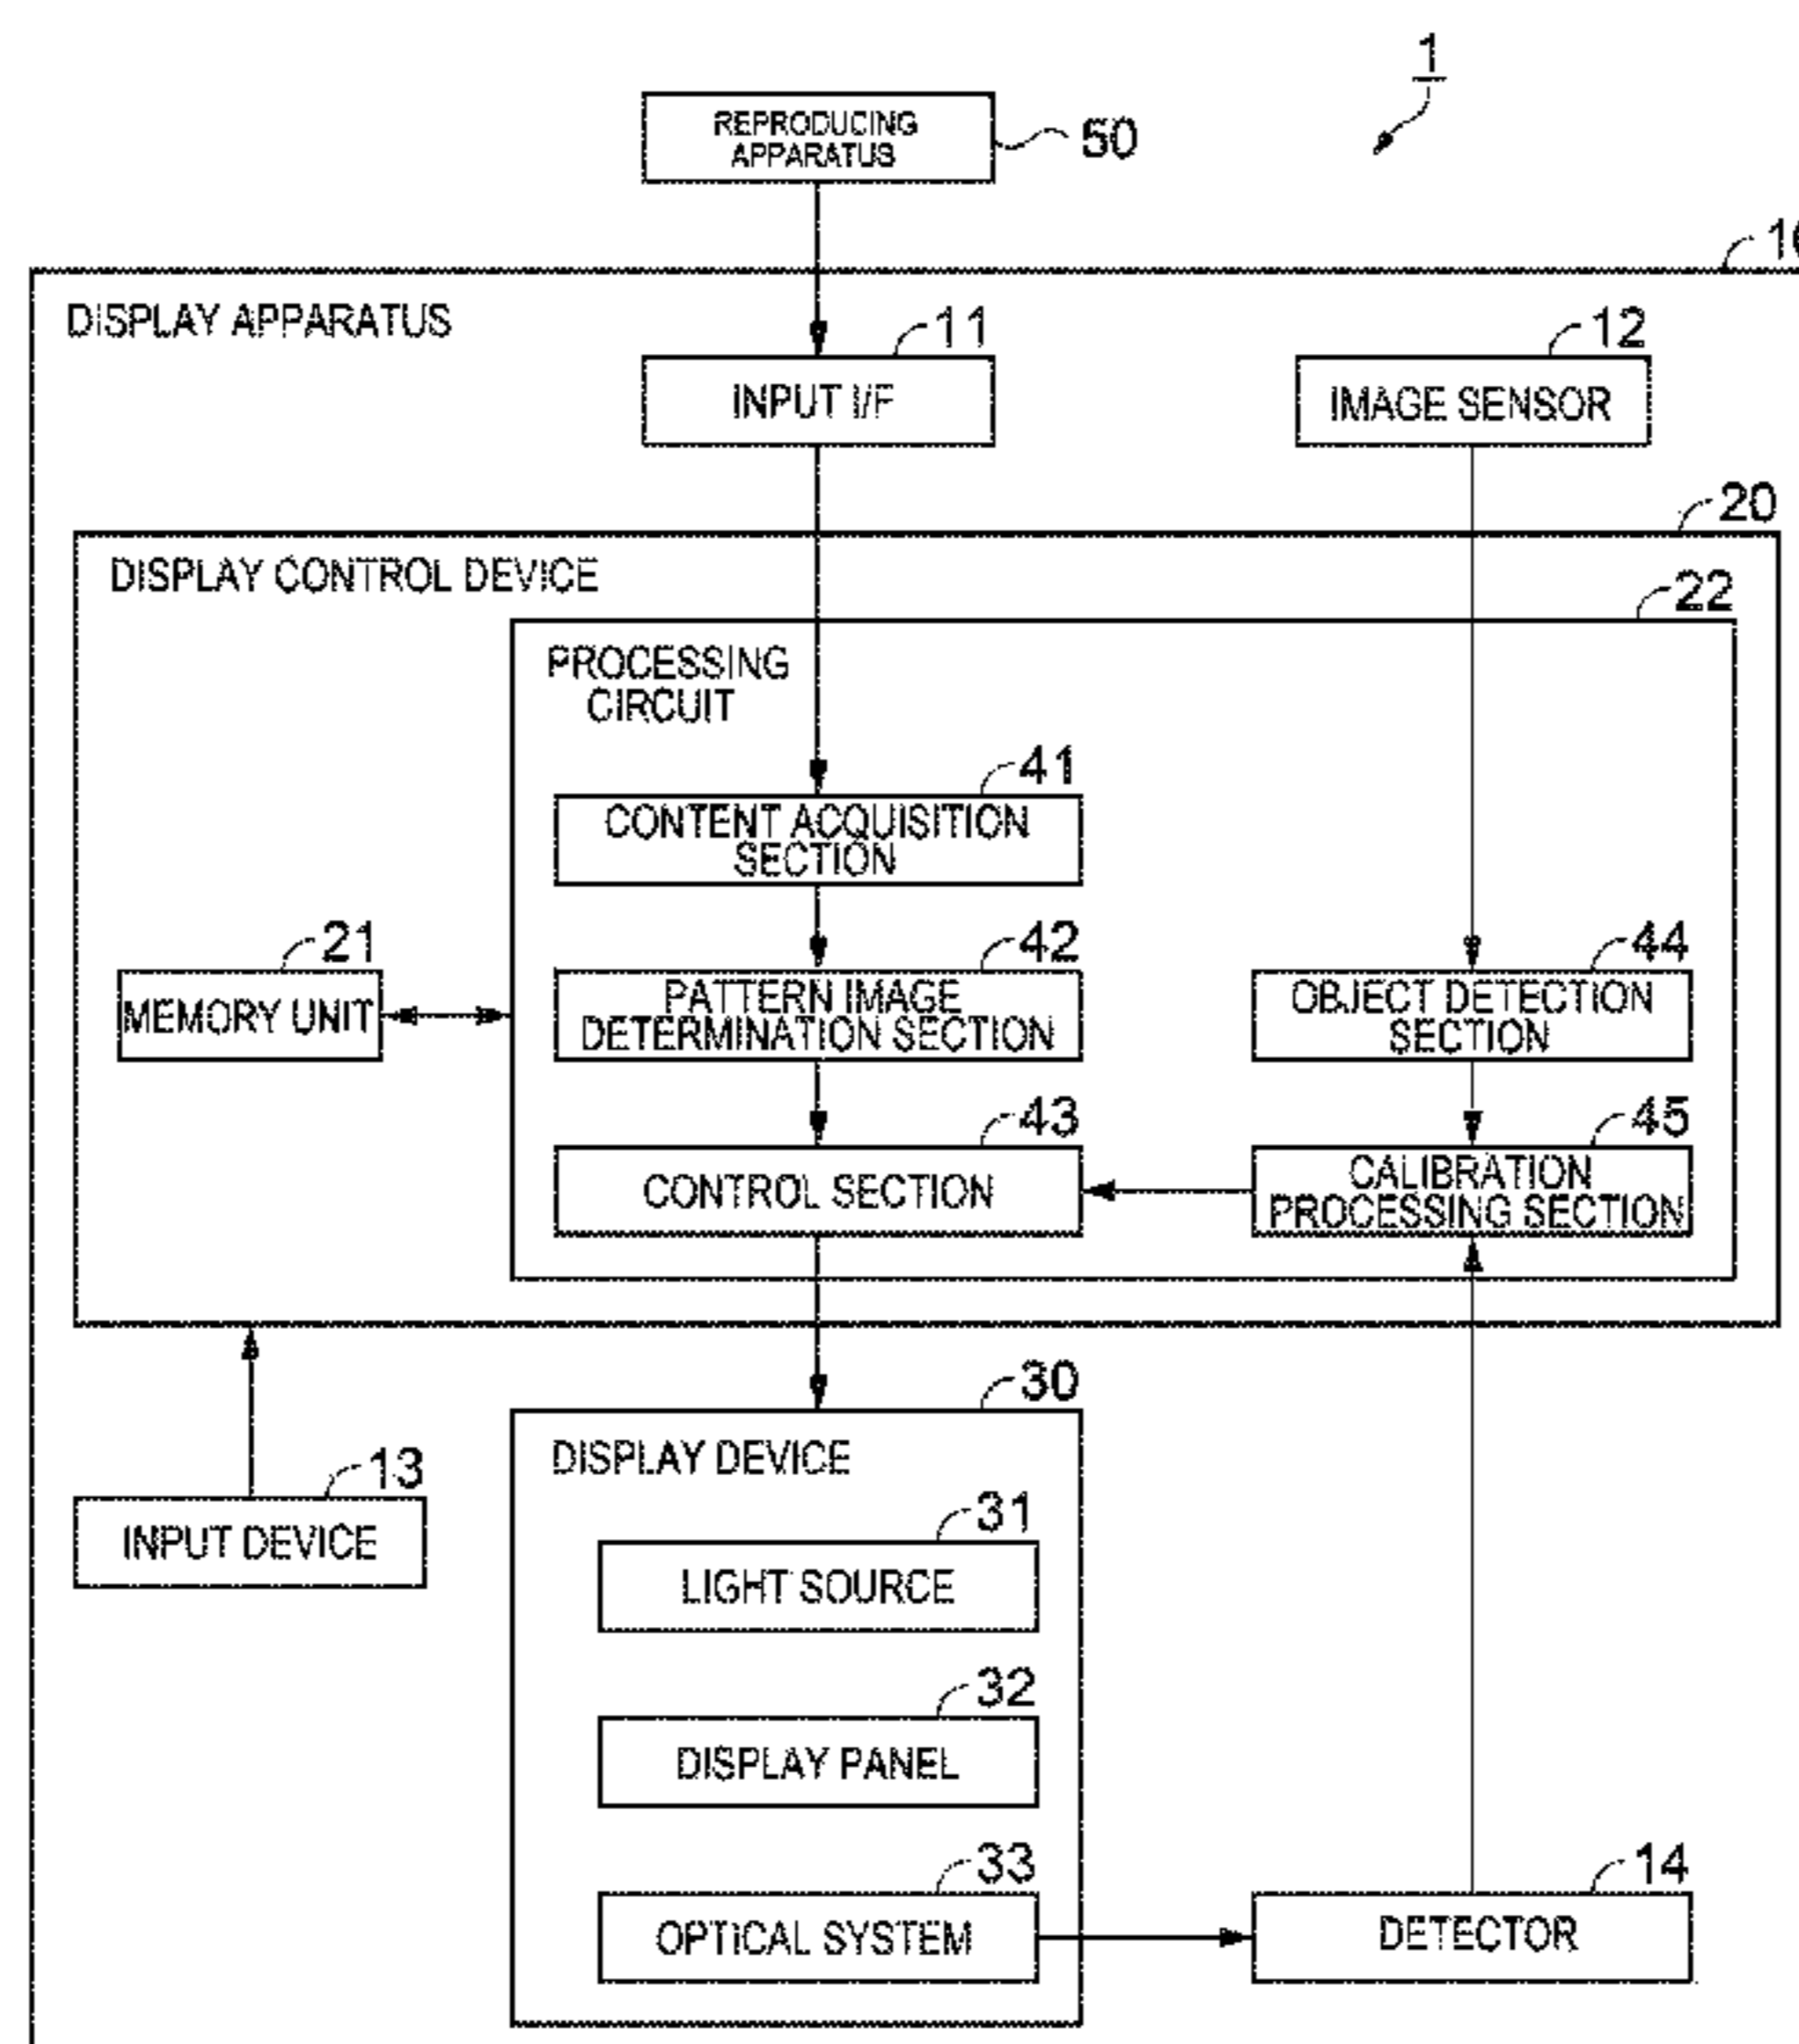 1
REPRODUCING
APPARATUS
50
DISPLAY APPARATUS
11
12
INPUT I/F
IMAGE SENSOR
20
DISPLAY CONTROL DEVICE
22
PROCESSING
CIRCUIT
41
CONTENT ACQUISITION
SECTION
21
42
44
MEMORY UNIT
PATTERN IMAGE
DETERMINATION SECTION
OBJECT DETECTION
SECTION
43
45
CONTROL SECTION
CALIBRATION
PROCESSING SECTION
30
DISPLAY DEVICE
13
INPUT DEVICE
31
LIGHT SOURCE
32
DISPLAY PANEL
33
14
OPTICAL SYSTEM
DETECTOR